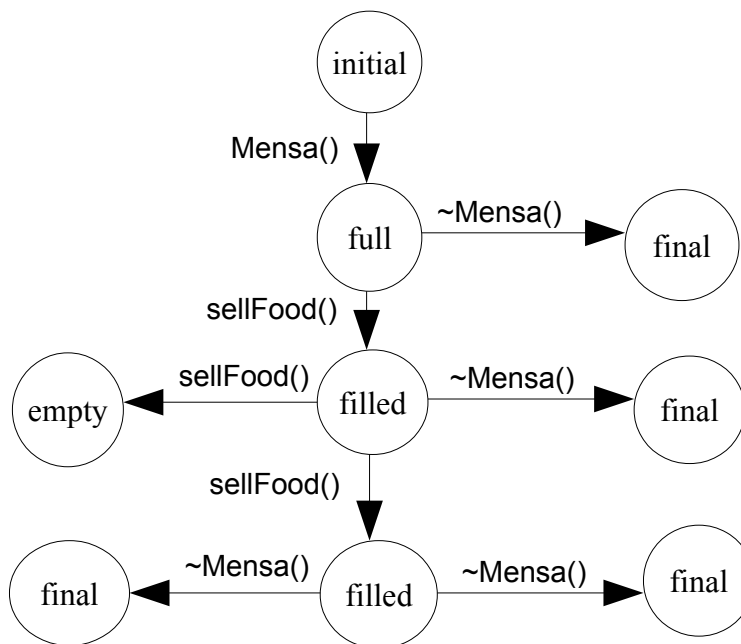 initial
Mensa()
full
~Mensa()
final
sellFood()
empty
sellFood()
filled
~Mensa()
final
sellFood()
final
~Mensa()
filled
~Mensa()
final